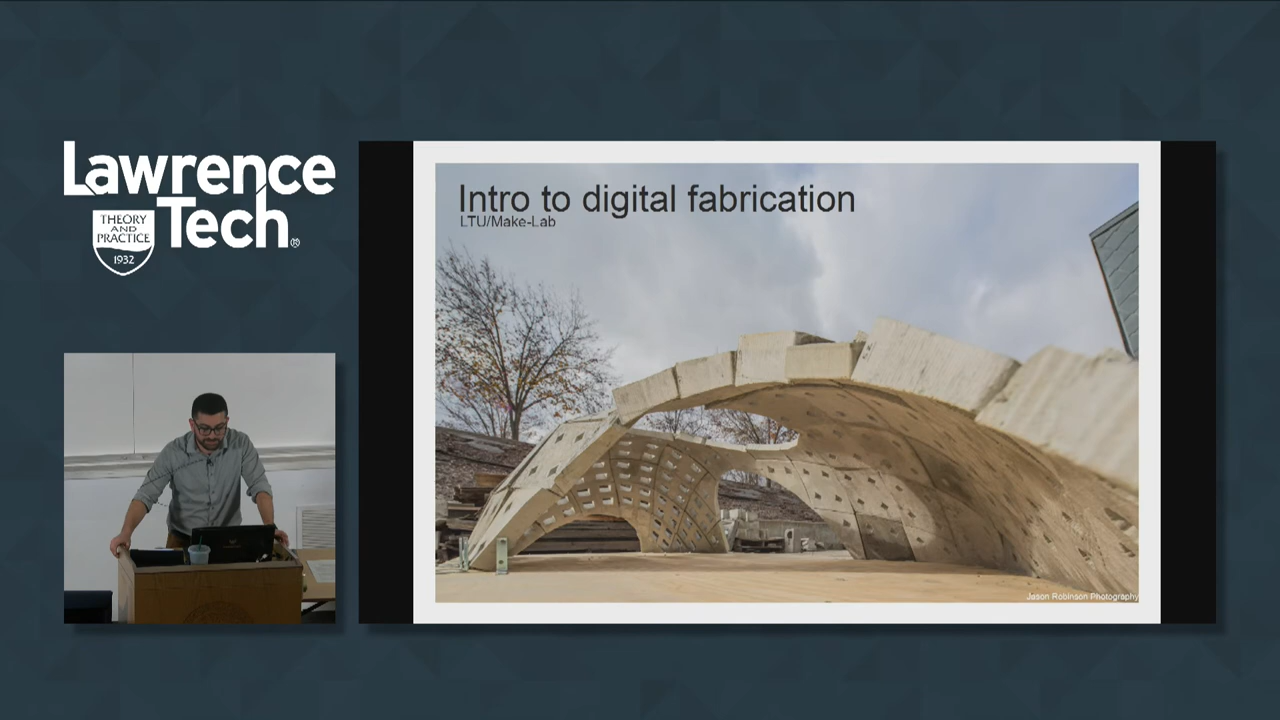 Lawrence
Tech®
THEORY
AND
PRACTICE
1932
Intro to digital fabrication
LTU/Make-Lab
Jason Robinson Photography